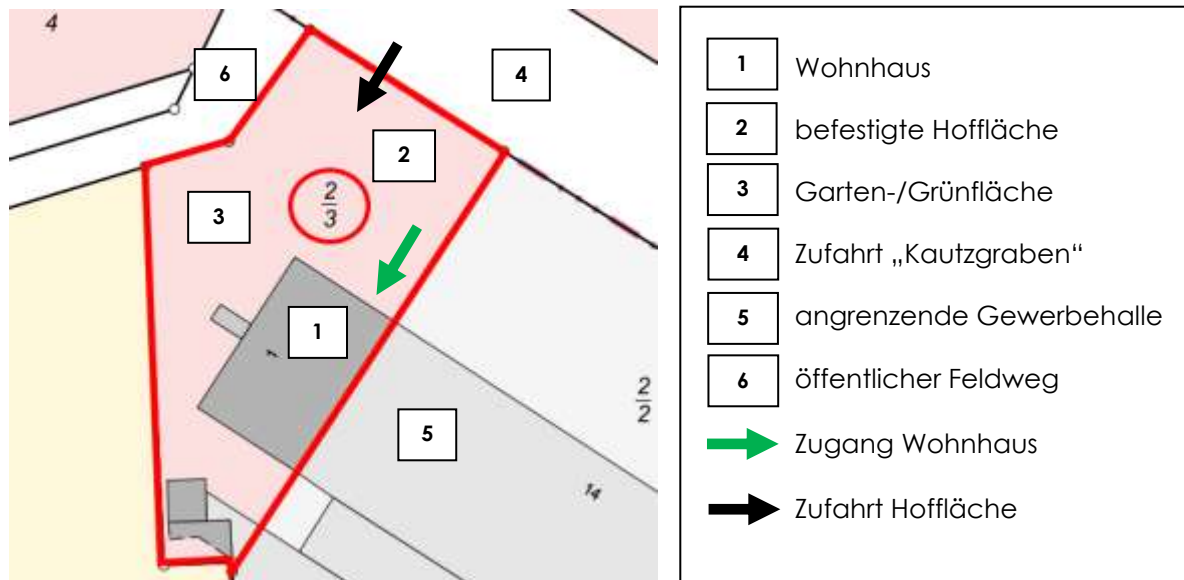 4
6
4
2
3
2
3
1
1
5
2
2
14
1 Wohnhaus
2 befestigte Hoffläche
3 Garten-/Grünfläche
4 Zufahrt „Kautzgraben“
5 angrenzende Gewerbehalle
6 öffentlicher Feldweg
Zugang Wohnhaus
Zufahrt Hoffläche